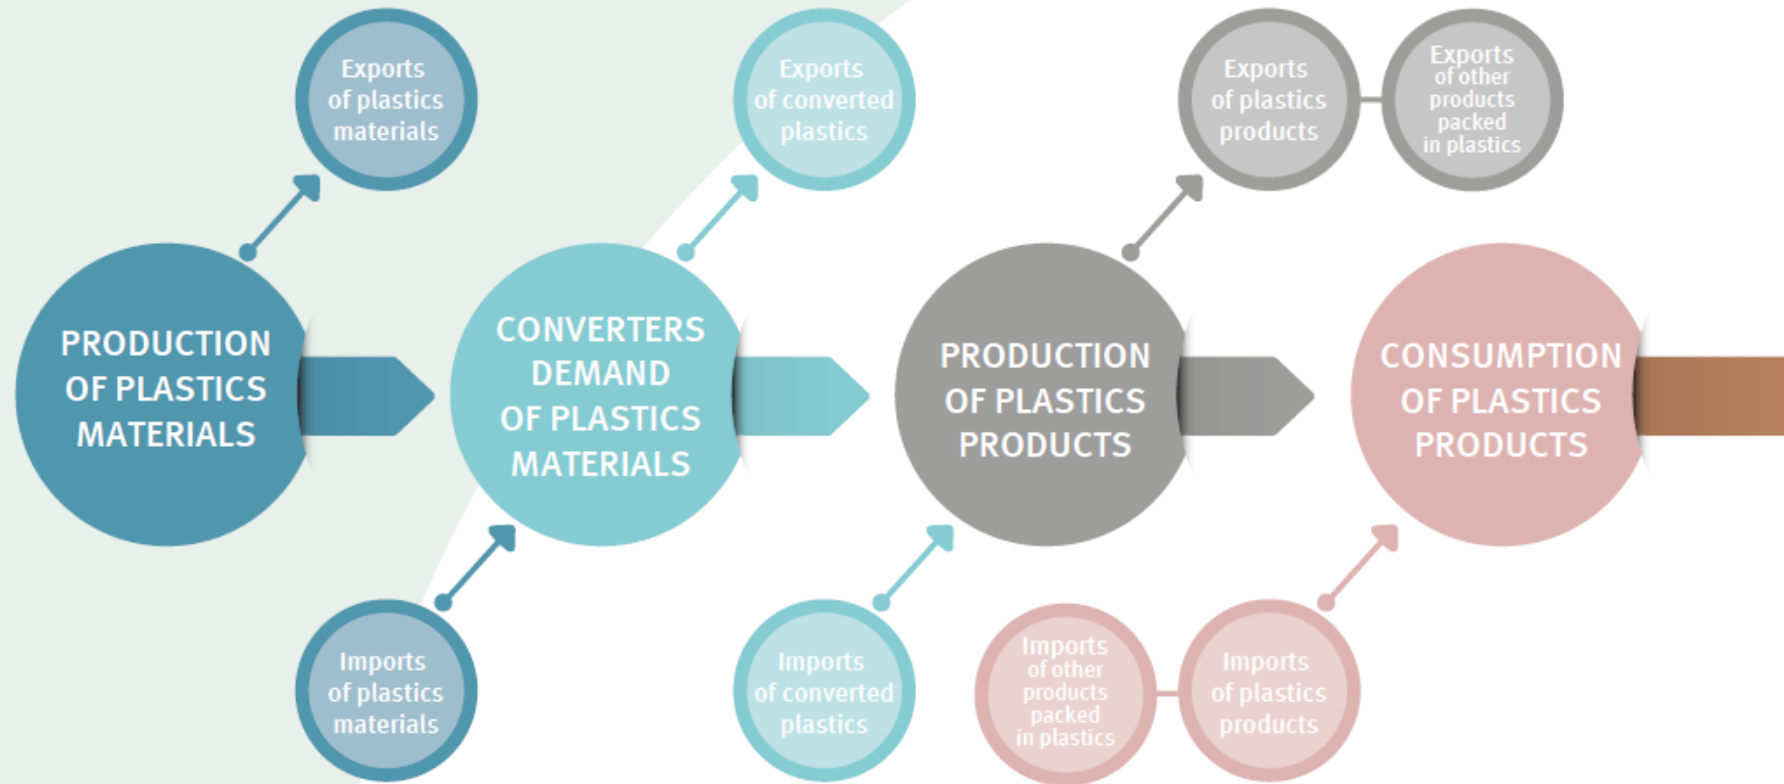 Exports
of plastics
materials
Exports
of converted
plastics
Exports
of plastics
products
Exports
of other
products
packed
in plastics
PRODUCTION
OF PLASTICS
MATERIALS
CONVERTERS
DEMAND
OF PLASTICS
MATERIALS
PRODUCTION
OF PLASTICS
PRODUCTS
CONSUMPTION
OF PLASTICS
PRODUCTS
Imports
of plastics
materials
Imports
of converted
plastics
Imports
of other
products
packed
in plastics
Imports
of plastics
products